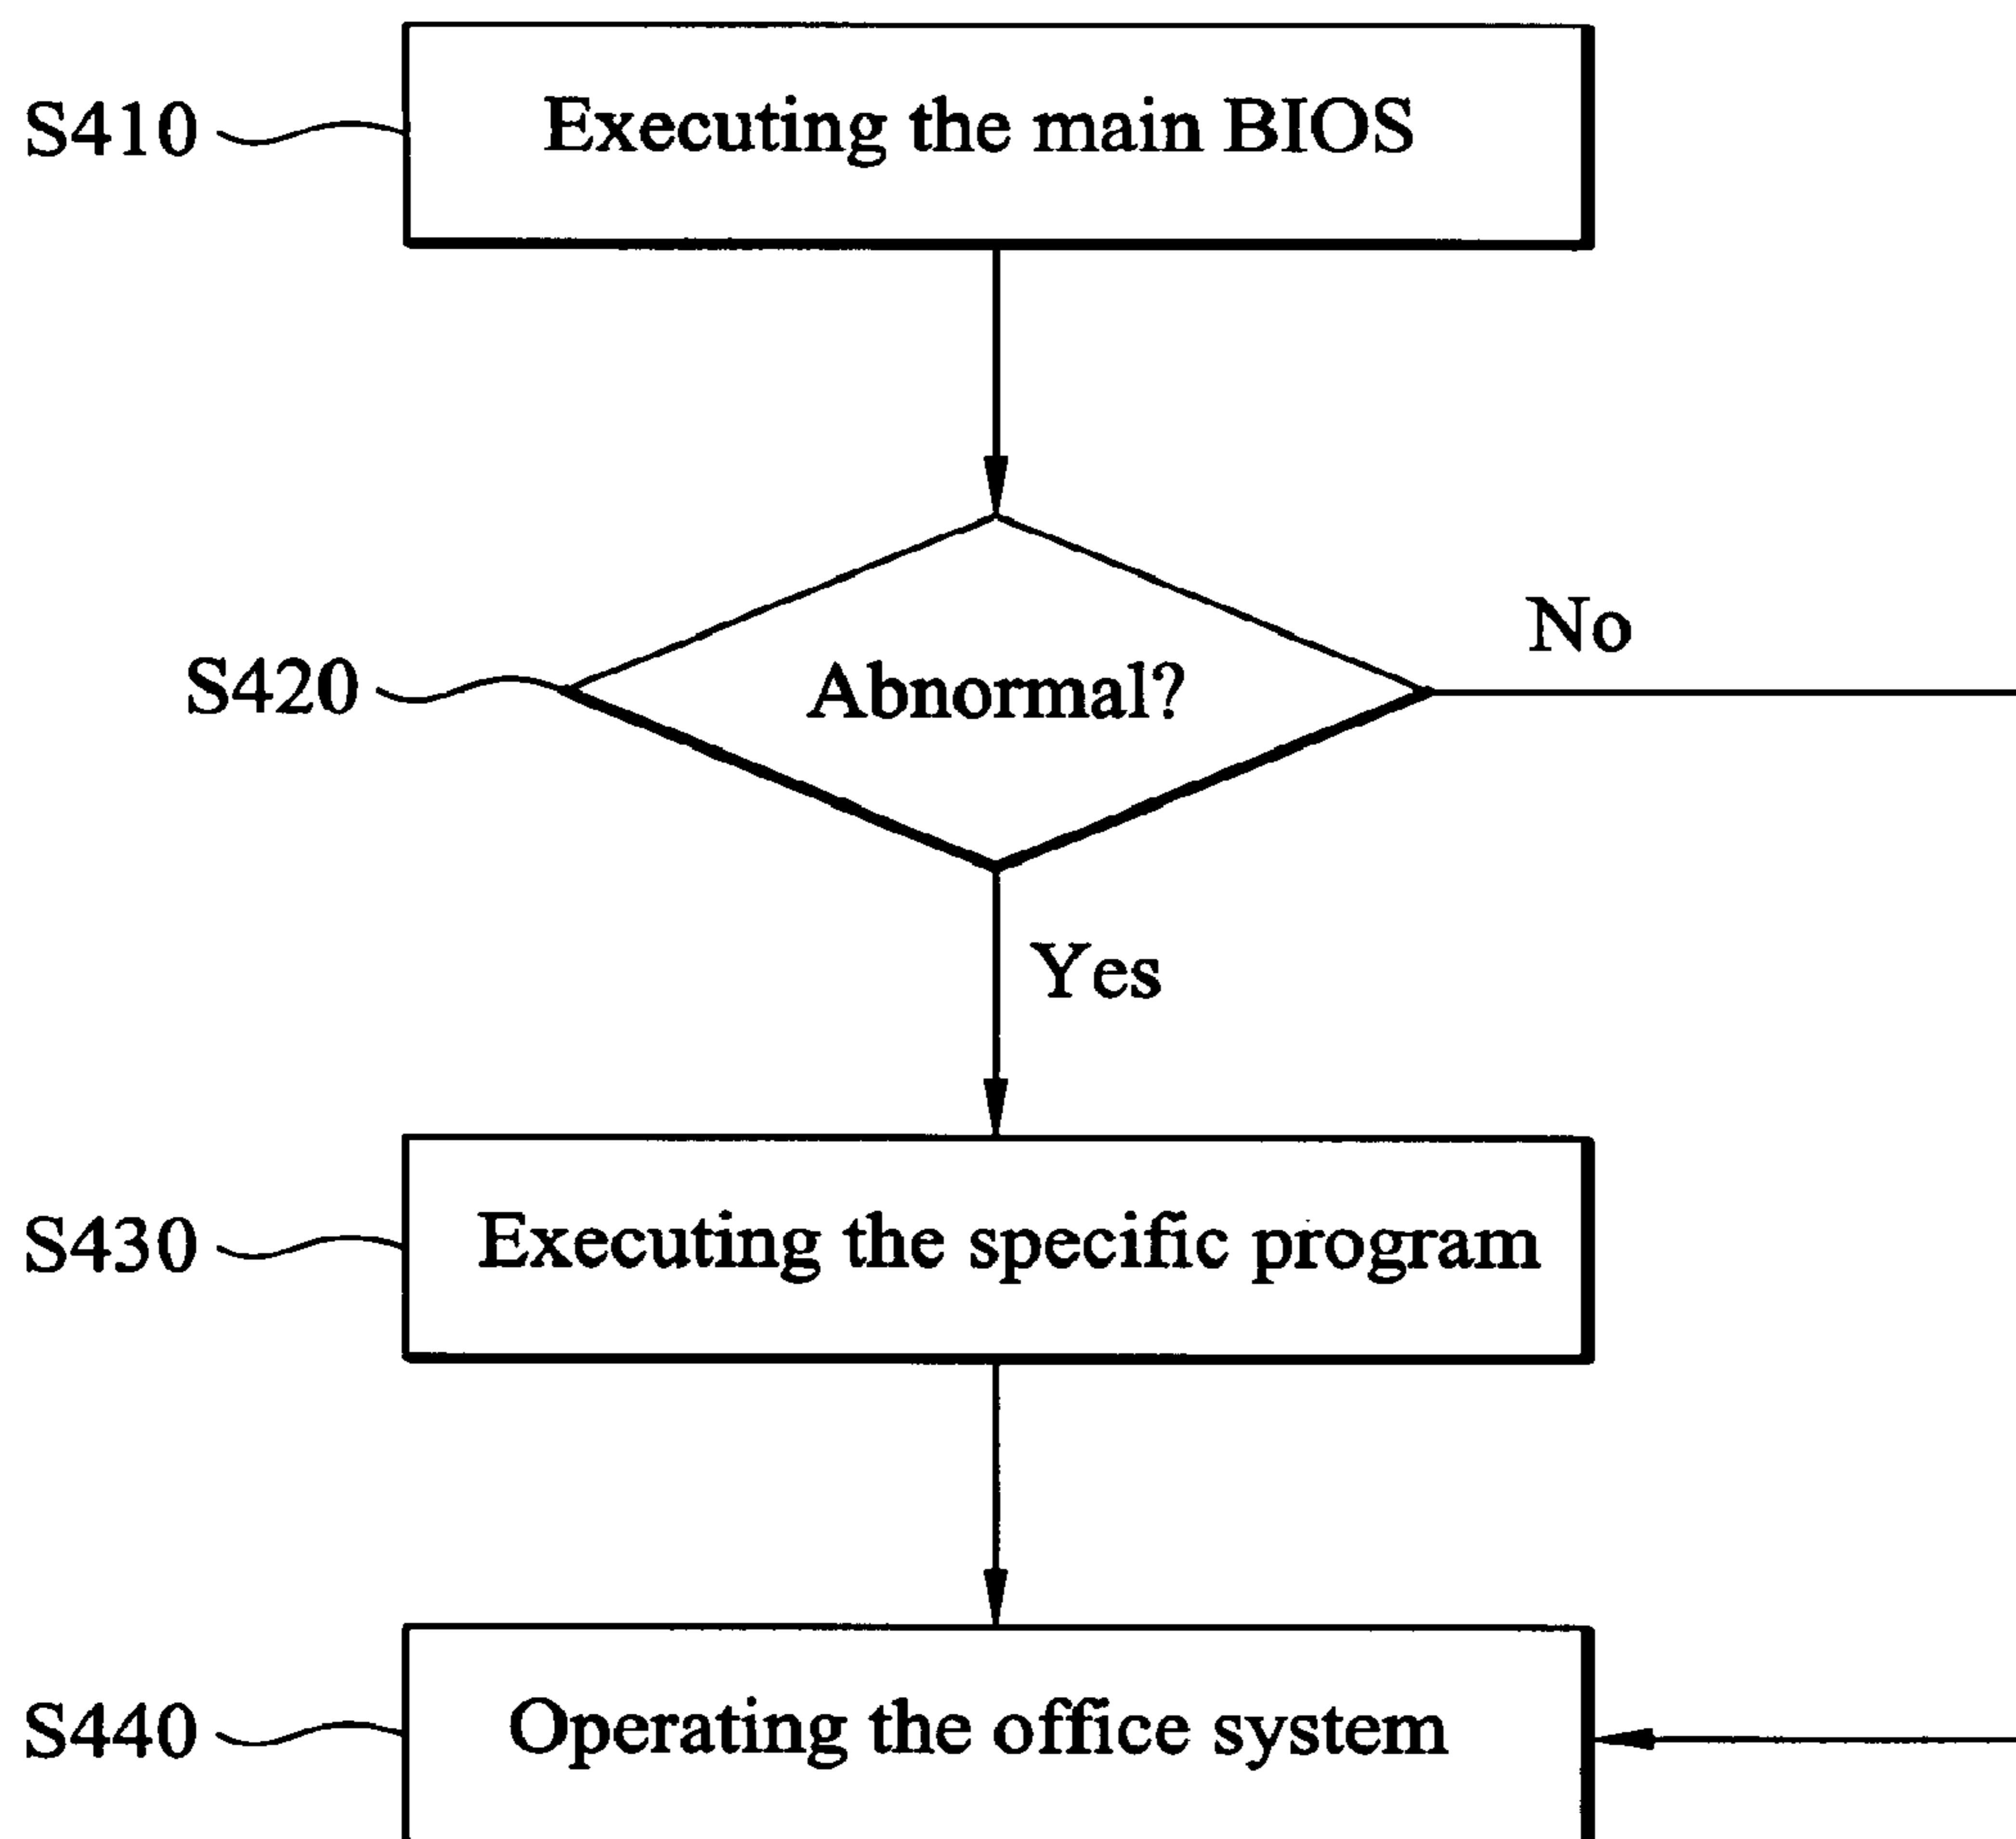 S410
Executing the main BIOS
S420
Abnormal?
No
Yes
S430
Executing the specific program
S440
Operating the office system